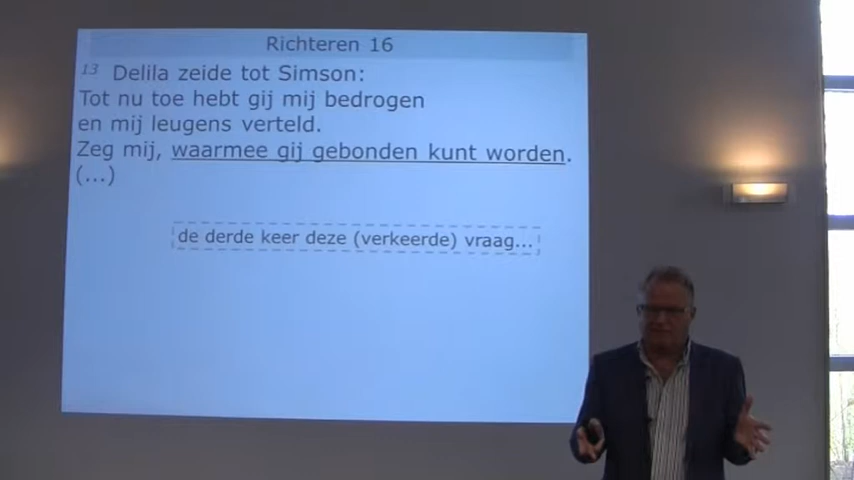 Richteren 16
13 Delila zeide tot Simson:
Tot nu toe hebt gij mij bedrogen
en mij leugens verteld.
Zeg mij, waarmee gij gebonden kunt worden.
(...)
de derde keer deze (verkeerde) vraag...